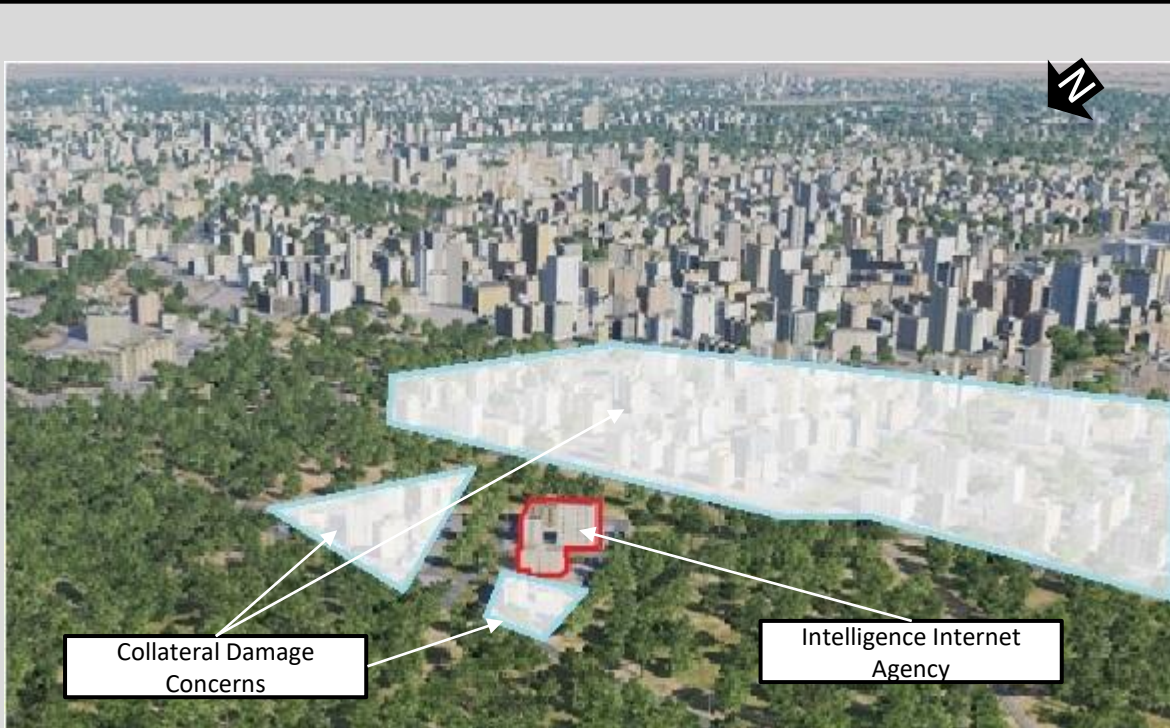 N
Collateral Damage
Concerns
Intelligence Internet
Agency